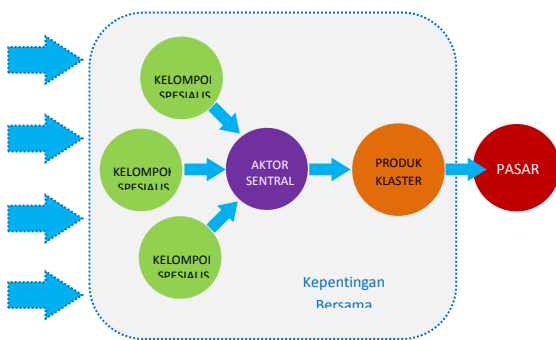 KELOMPOK
SPESIALIS
KELOMPOK
SPESIALIS
KELOMPOK
SPESIALIS
AKTOR
SENTRAL
PRODUK
KLASTER
PASAR
Kepentingan
Bersama